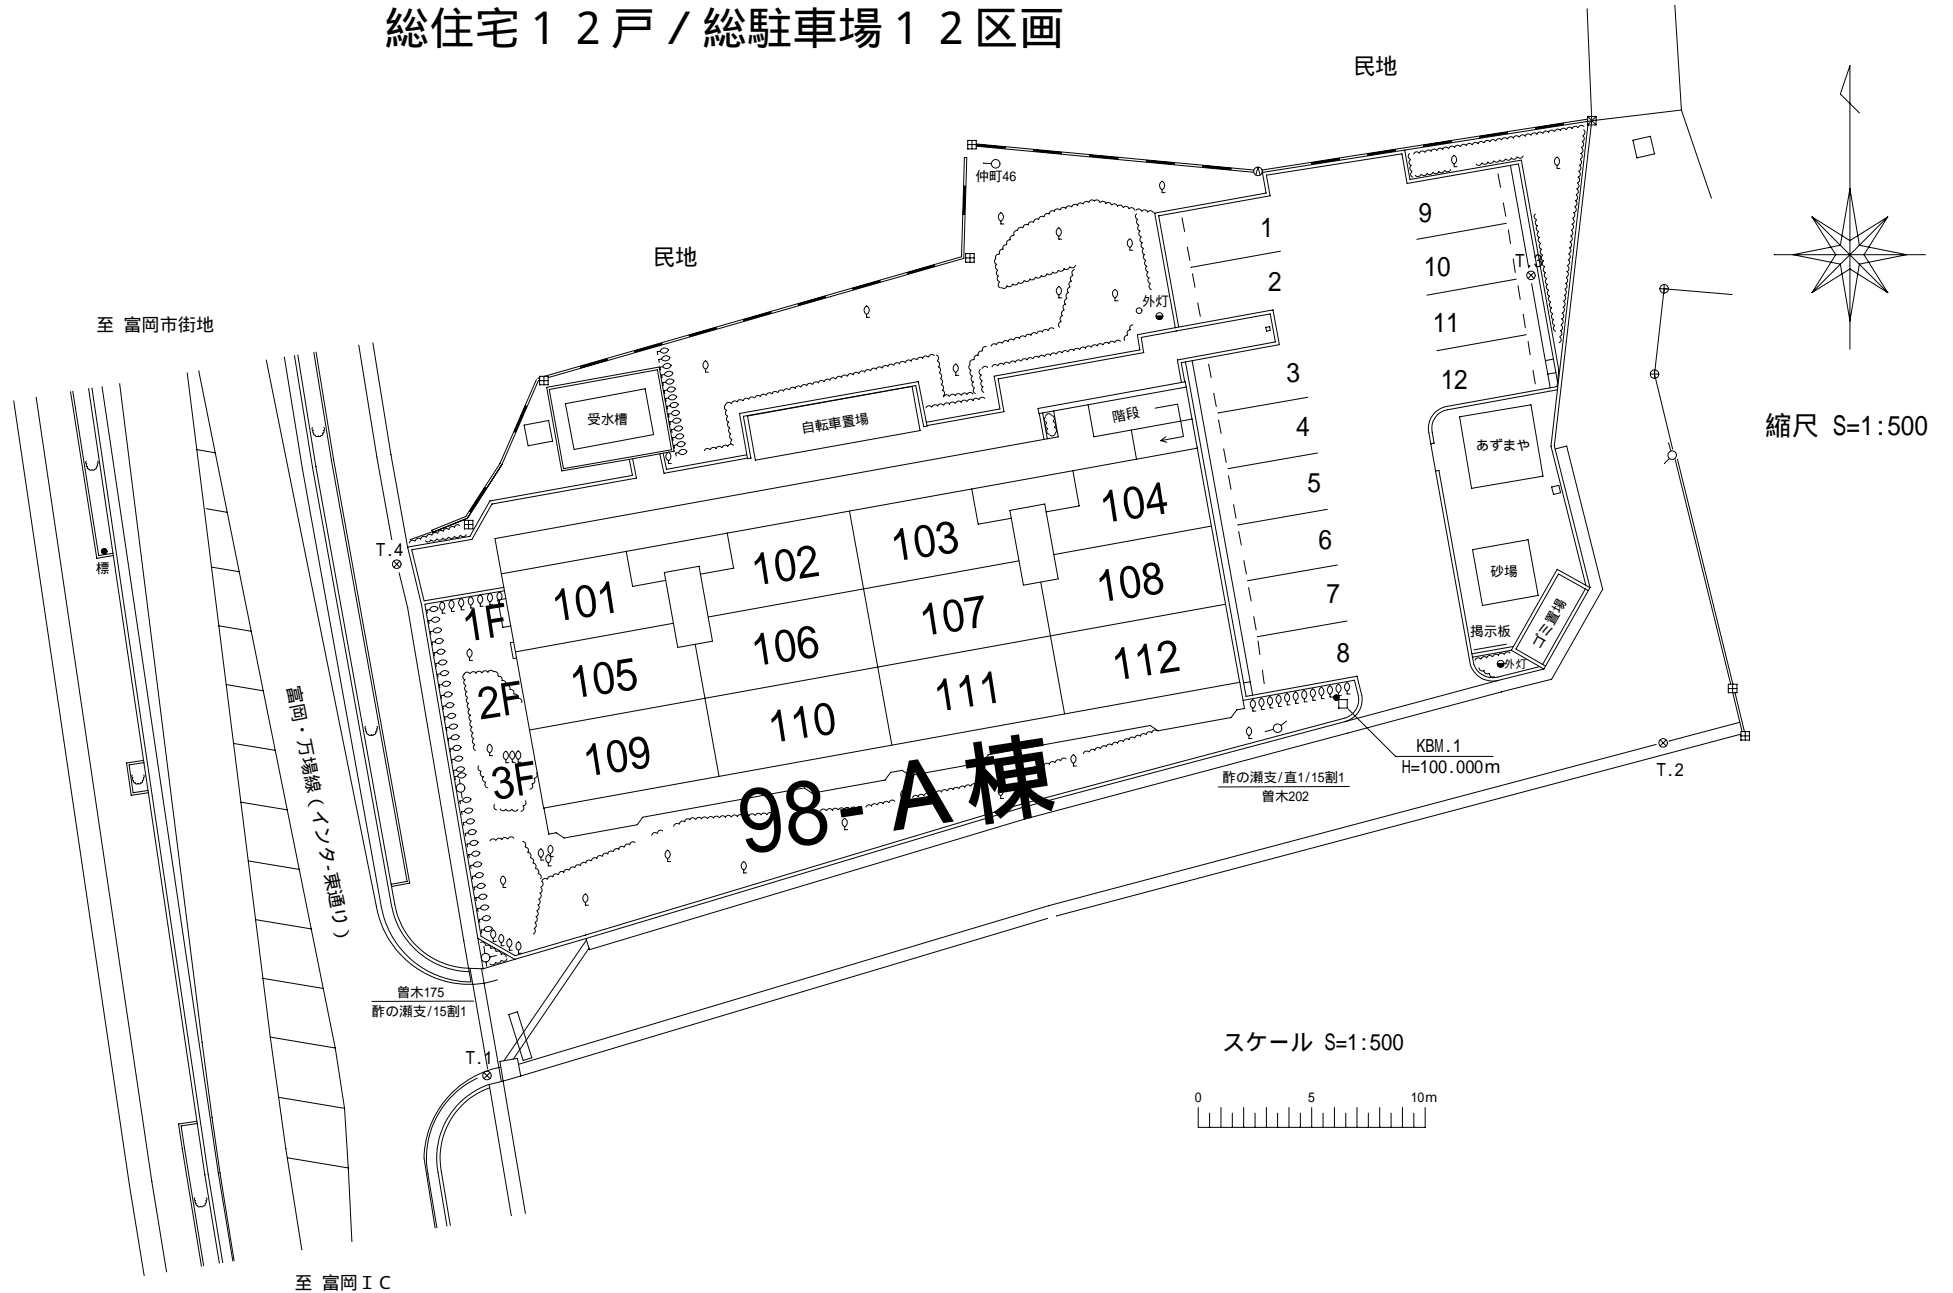 総住宅１２戸/総駐車場１２区画
民地
仲町46
民地
至 富岡市街地
1
2
外灯
9
10
T.3
11
12
3
4
5
6
7
8
受水槽
自転車置場
階段
あずまや
砂場
掲示板
ゴミ置場
外灯
縮尺 S=1:500
T.4
標
1F
101
102
103
104
2F
105
106
107
108
3F
109
110
111
112
98-A棟
富岡・万場線(インター東通り)
KBM.1
H=100.000m
酢の瀬支/直1/15割1
曽木202
T.2
曽木175
酢の瀬支/15割1
T.1
スケール S=1:500
0 5 10m
至 富岡ＩＣ